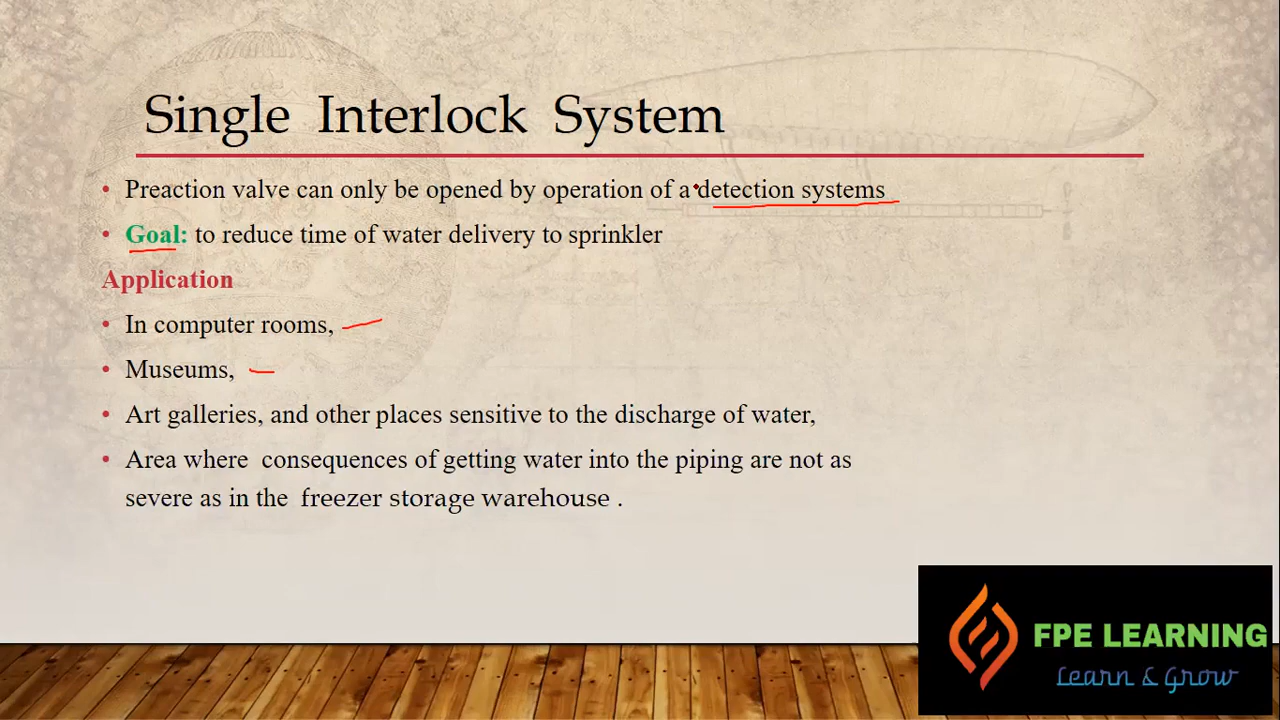 Single Interlock System
• Preaction valve can only be opened by operation of a detection systems
• Goal: to reduce time of water delivery to sprinkler
Application
• In computer rooms,
• Museums,
• Art galleries, and other places sensitive to the discharge of water,
• Area where consequences of getting water into the piping are not as
severe as in the freezer storage warehouse .
FPE LEARNING
Learn & Grow